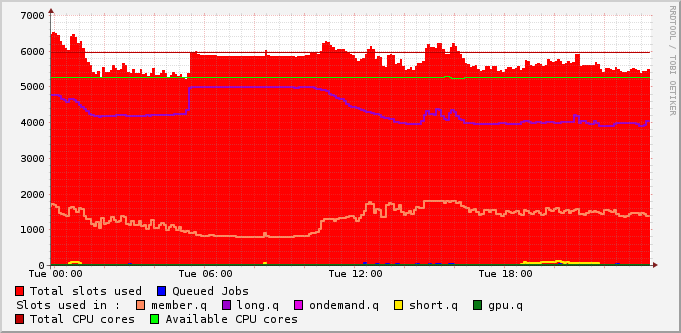 7000
6000
5000
4000
3000
2000
1000
0
Tue 00:00 Tue 06:00 Tue 12:00 Tue 18:00
Total slots used Queued Jobs
Slots used in : member.q long.q ondemand.q short.q gpu.q
Total CPU cores Available CPU cores
RRDTOOL / TOBI OETIKER